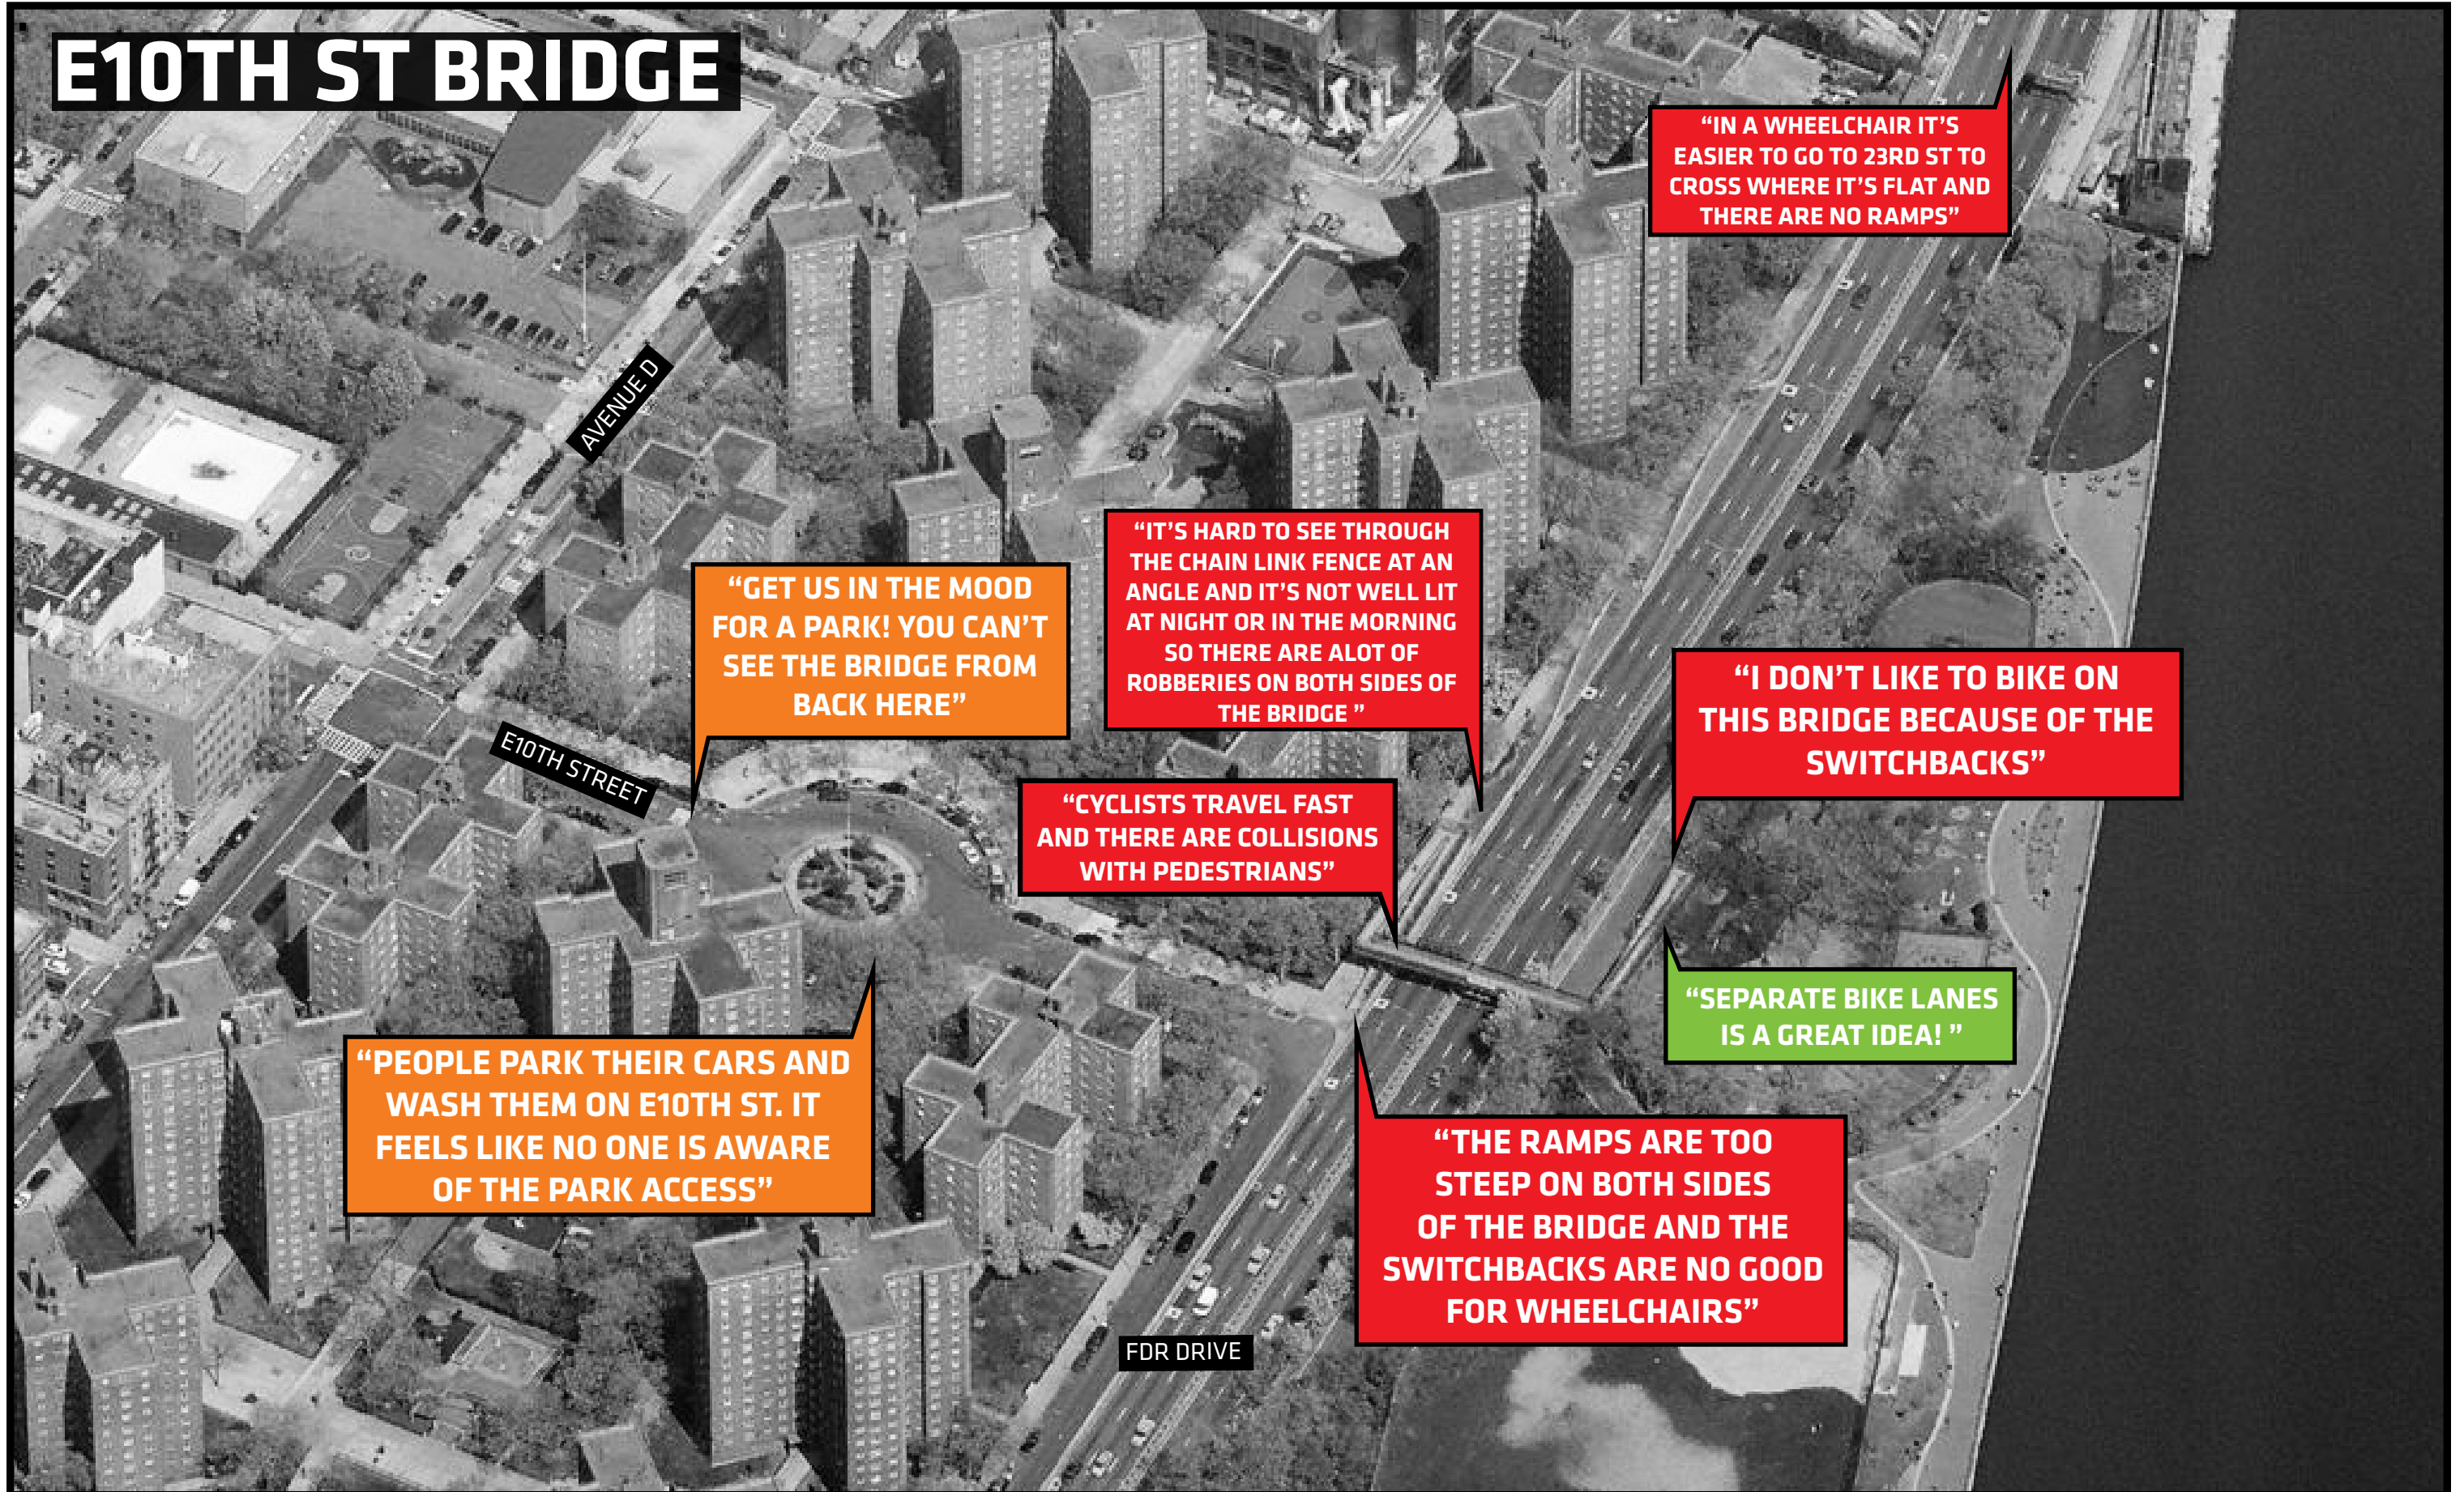 E10TH ST BRIDGE
“IN A WHEELCHAIR IT’S
EASIER TO GO TO 23RD ST TO
CROSS WHERE IT’S FLAT AND
THERE ARE NO RAMPS”
AVENUE D
“IT’S HARD TO SEE THROUGH
THE CHAIN LINK FENCE AT AN
ANGLE AND IT’S NOT WELL LIT
AT NIGHT OR IN THE MORNING
SO THERE ARE ALOT OF
ROBBERIES ON BOTH SIDES OF
THE BRIDGE ”
“GET US IN THE MOOD
FOR A PARK! YOU CAN’T
SEE THE BRIDGE FROM
BACK HERE”
“I DON’T LIKE TO BIKE ON
THIS BRIDGE BECAUSE OF THE
SWITCHBACKS”
E10TH STREET
“CYCLISTS TRAVEL FAST
AND THERE ARE COLLISIONS
WITH PEDESTRIANS”
“SEPARATE BIKE LANES
IS A GREAT IDEA! ”
“PEOPLE PARK THEIR CARS AND
WASH THEM ON E10TH ST. IT
FEELS LIKE NO ONE IS AWARE
OF THE PARK ACCESS”
“THE RAMPS ARE TOO
STEEP ON BOTH SIDES
OF THE BRIDGE AND THE
SWITCHBACKS ARE NO GOOD
FOR WHEELCHAIRS”
FDR DRIVE